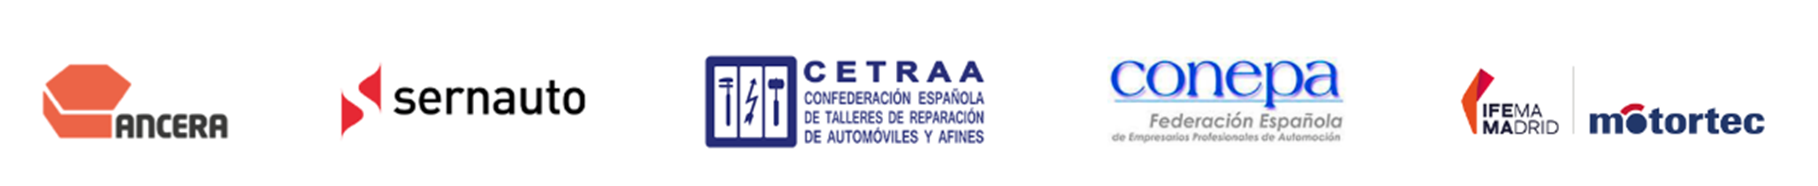 ANCERA
sernauto
CETRAA
CONFEDERACIÓN ESPAÑOLA
DE TALLERES DE REPARACIÓN
DE AUTOMÓVILES Y AFINES
conepa
Federación Española
de Empresarios Profesionales de Automoción
IFEMA
MADRID
motortec